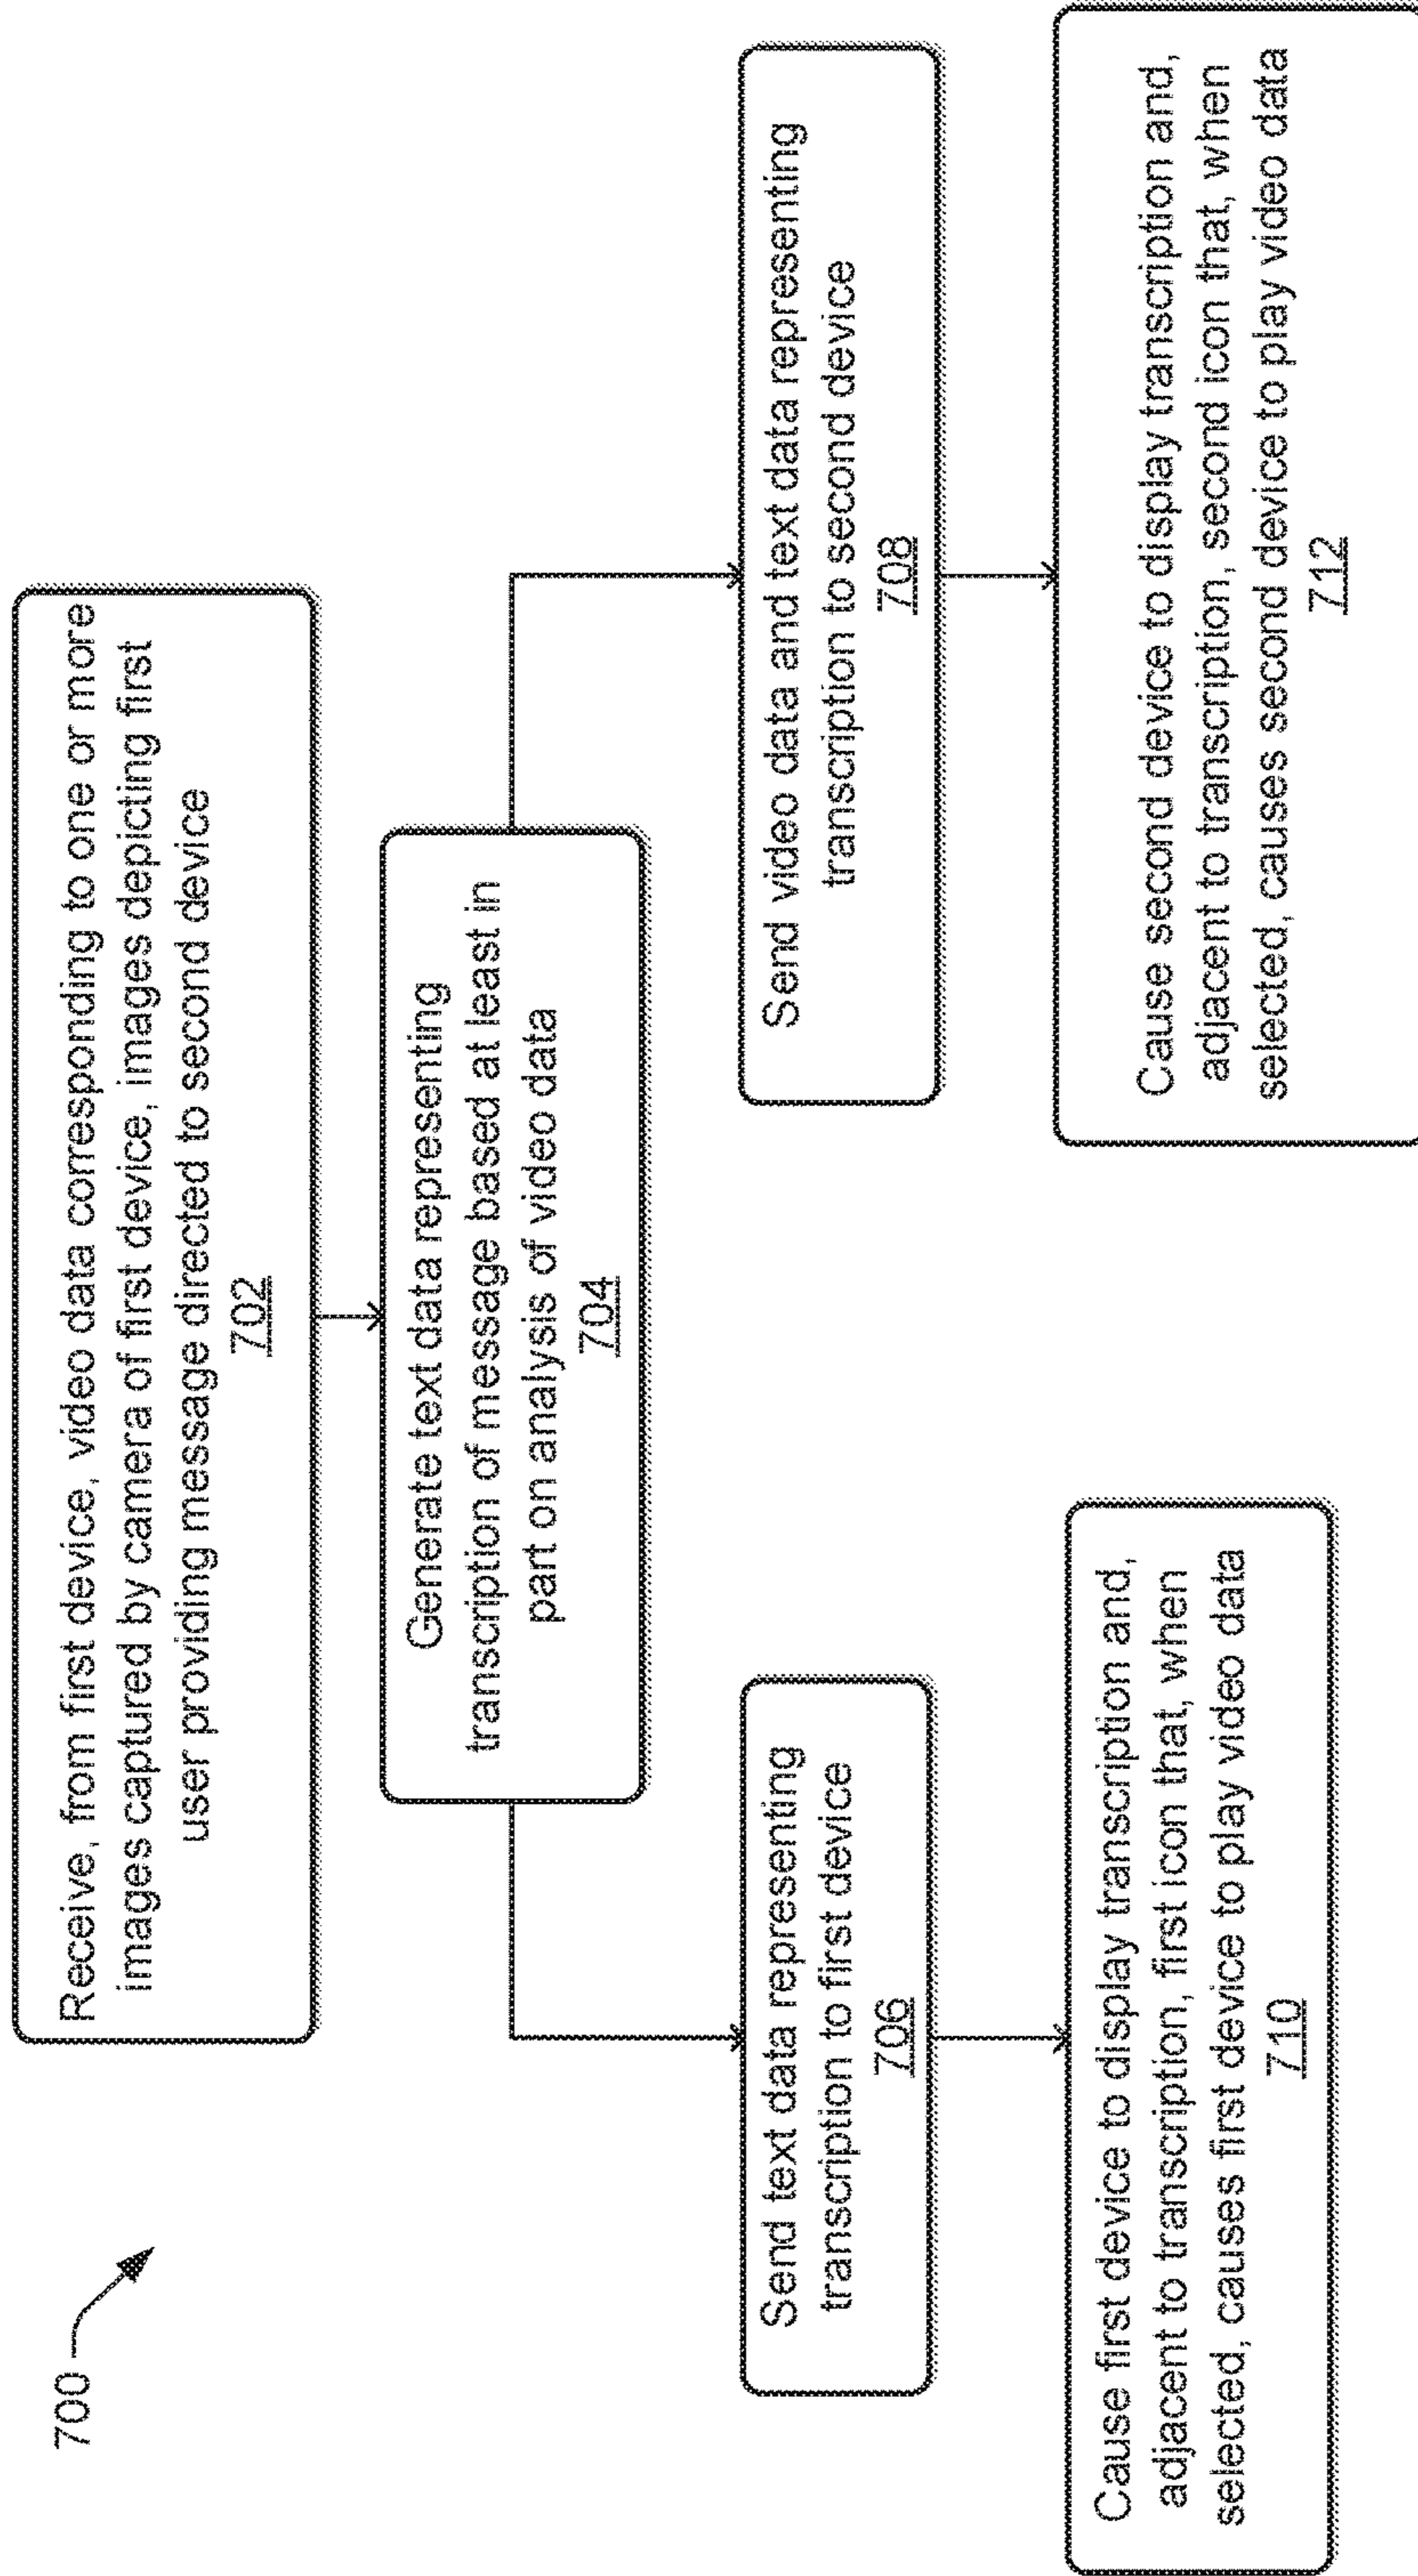 700
Receive, from first device, video data corresponding to one or more
images captured by camera of first device, images depicting first
user providing message directed to second device
702
Generate text data representing
transcription of message based at least in
part on analysis of video data
704
Send text data representing
transcription to first device
706
Send video data and text data representing
transcription to second device
708
Cause first device to display transcription and,
adjacent to transcription, first icon that, when
selected, causes first device to play video data
710
Cause second device to display transcription and,
adjacent to transcription, second icon that, when
selected, causes second device to play video data
712